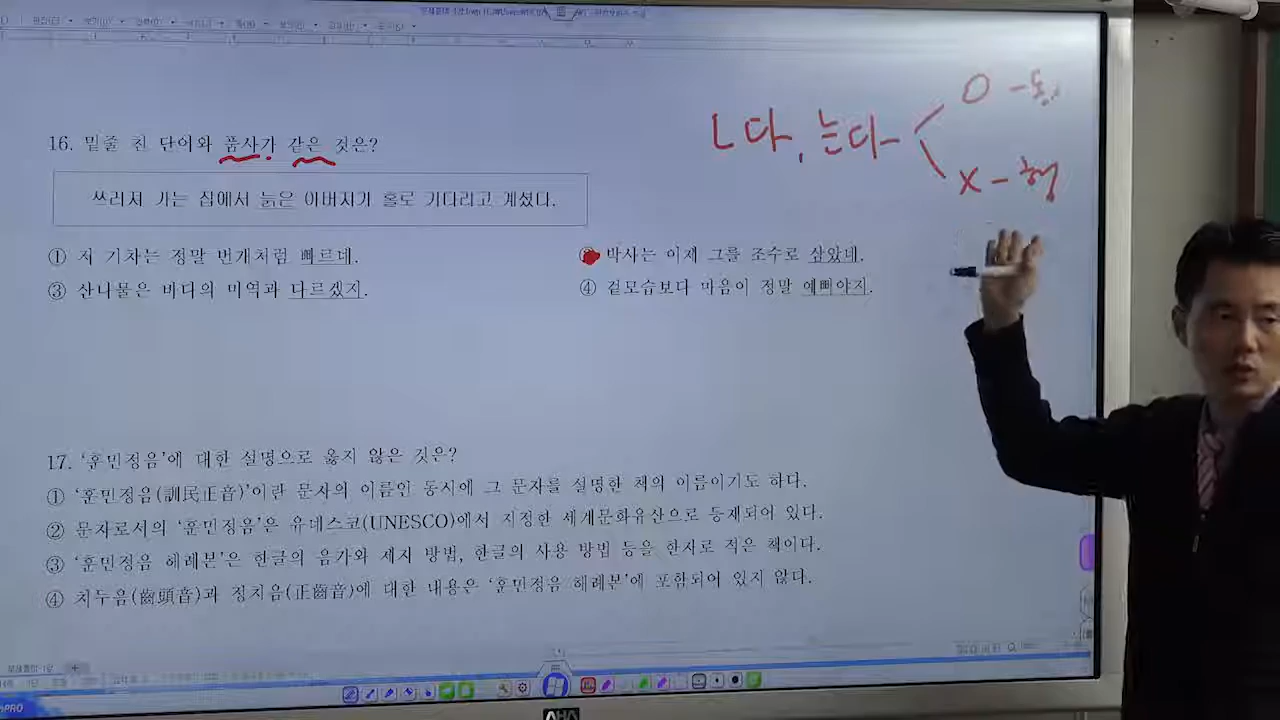 ㄴ다, 는다 O - 동
X - 형
16. 밑줄 친 단어와 품사가 같은 것은?
쓰러져 가는 집에서 늙은 아버지가 홀로 기다리고 계셨다.
① 저 기차는 정말 번개처럼 빠르네. 박사는 이제 그를 조수로 삼았네.
③ 산나물은 바다의 미역과 다르겠지. ④ 겉모습보다 마음이 정말 예뻐야지.
17. ‘훈민정음’에 대한 설명으로 옳지 않은 것은?
① ‘훈민정음(訓民正音)’이란 문자의 이름인 동시에 그 문자를 설명한 책의 이름이기도 하다.
② 문자로서의 ‘훈민정음’은 유네스코(UNESCO)에서 지정한 세계문화유산으로 등재되어 있다.
③ ‘훈민정음 해례본’은 한글의 음가와 제자 방법, 한글의 사용 방법 등을 한자로 적은 책이다.
④ 치두음(齒頭音)과 정치음(正齒音)에 대한 내용은 ‘훈민정음 해례본’에 포함되어 있지 않다.
PRO
AHA